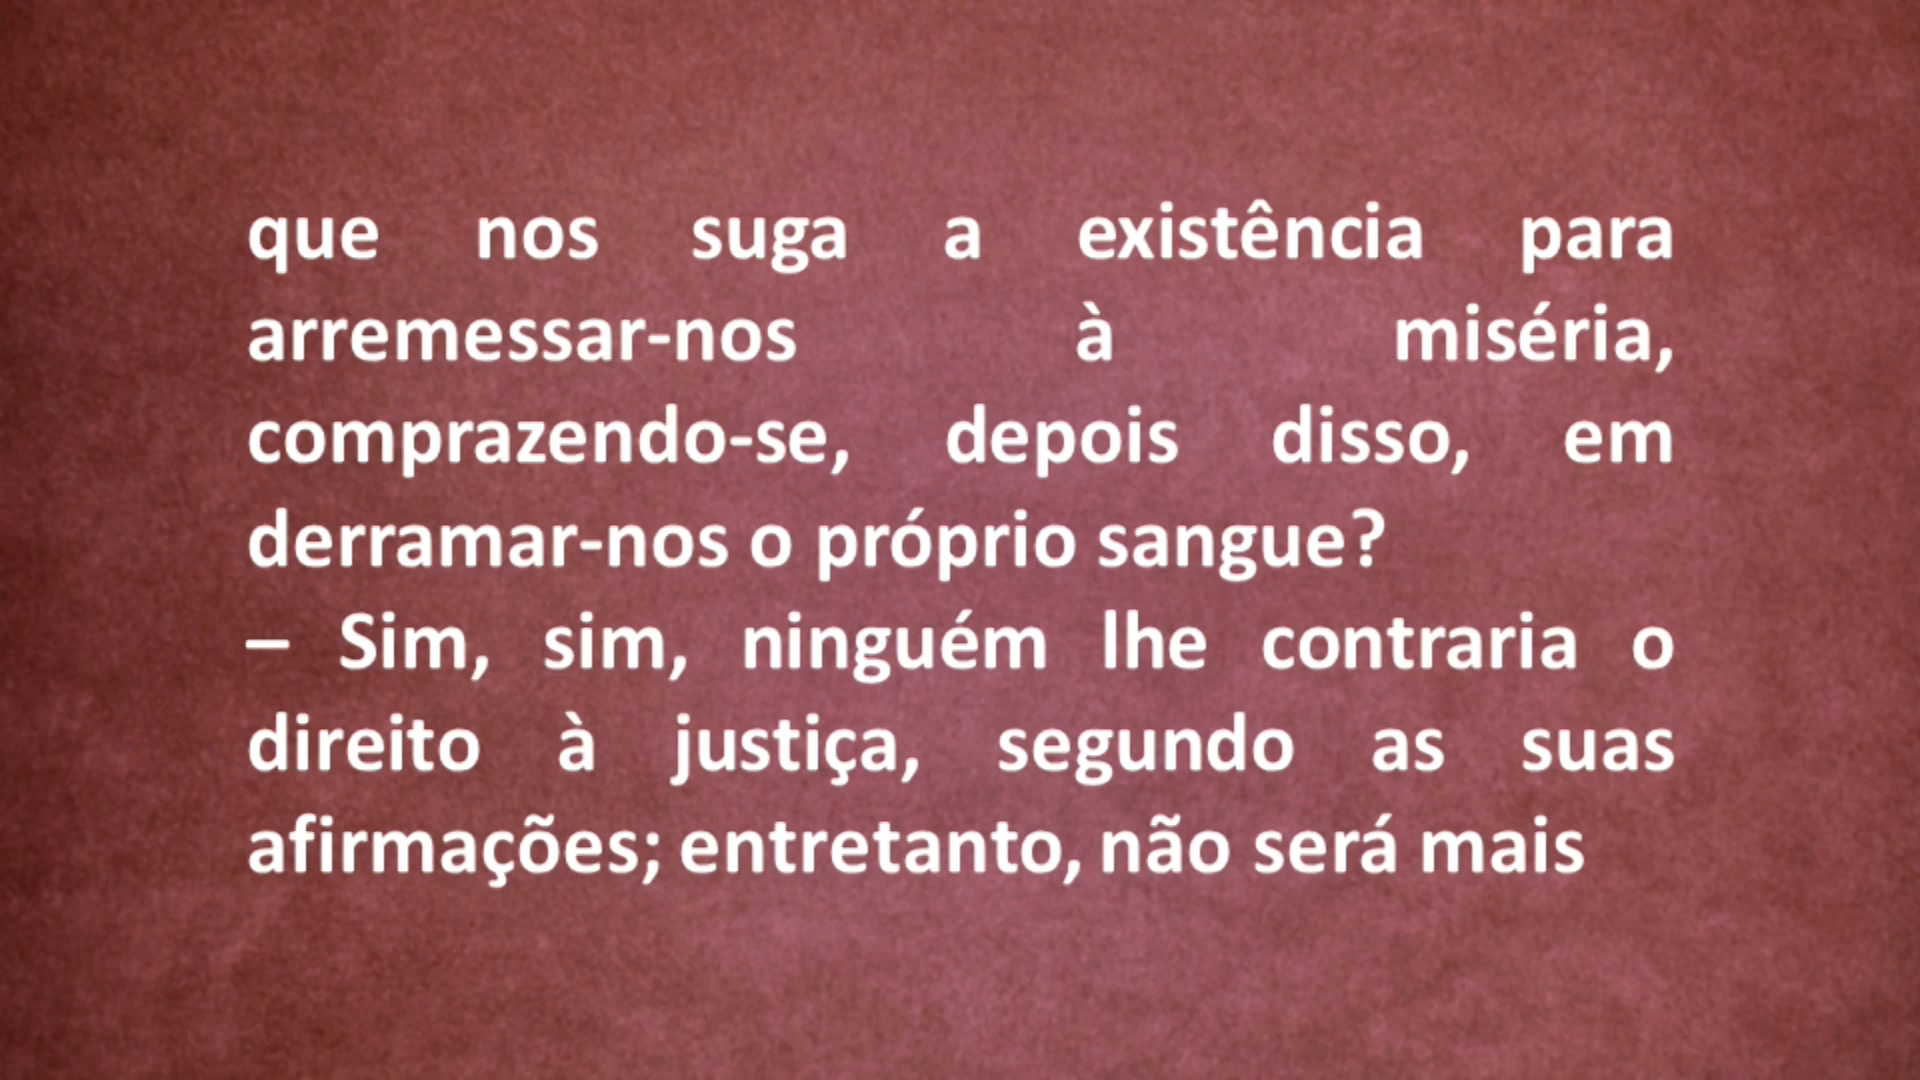 que nos suga a existência para
arremessar-nos à miséria,
comprazendo-se, depois disso, em
derramar-nos o próprio sangue?
– Sim, sim, ninguém lhe contraria o
direito à justiça, segundo as suas
afirmações; entretanto, não será mais